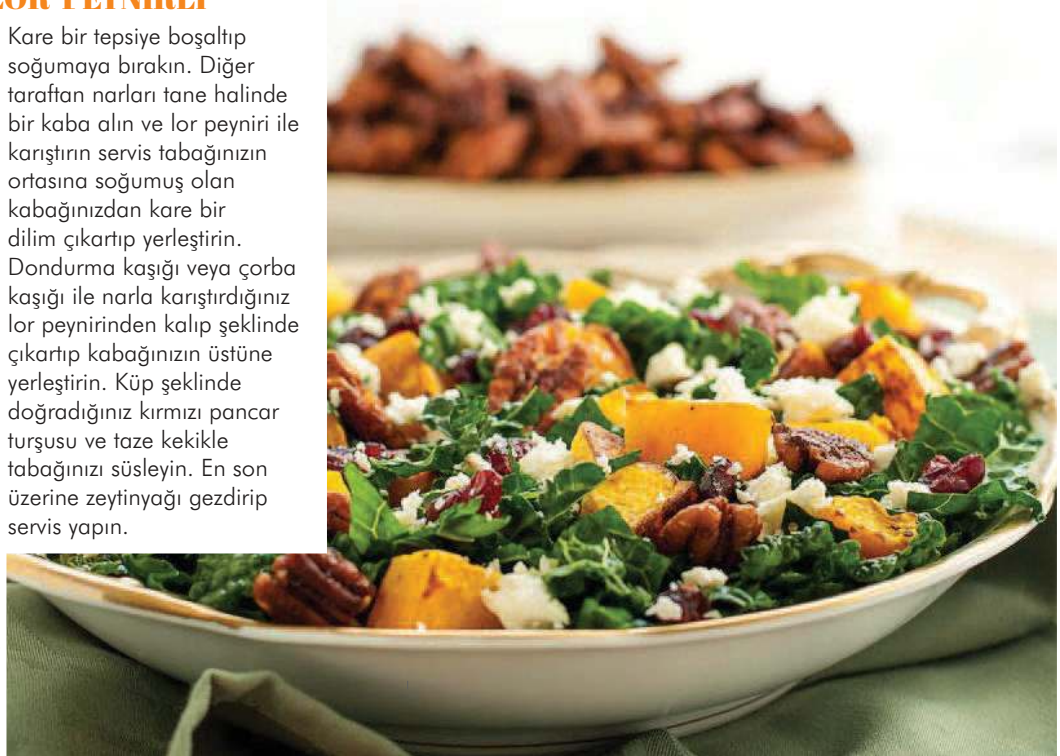 LOR PEYNİRLİ
Kare bir tepsiye boşaltıp
soğumaya bırakın. Diğer
taraftan narları tane halinde
bir kaba alın ve lor peyniri ile
karıştırın servis tabağınızın
ortasına soğumuş olan
kabağınızdan kare bir
dilim çıkartıp yerleştirin.
Dondurma kaşığı veya çorba
kaşığı ile narla karıştırdığınız
lor peynirinden kalıp şeklinde
çıkartıp kabağınızın üstüne
yerleştirin. Küp şeklinde
doğradığınız kırmızı pancar
turşusu ve taze kekikle
tabağınızı süsleyin. En son
üzerine zeytinyağı gezdirip
servis yapın.